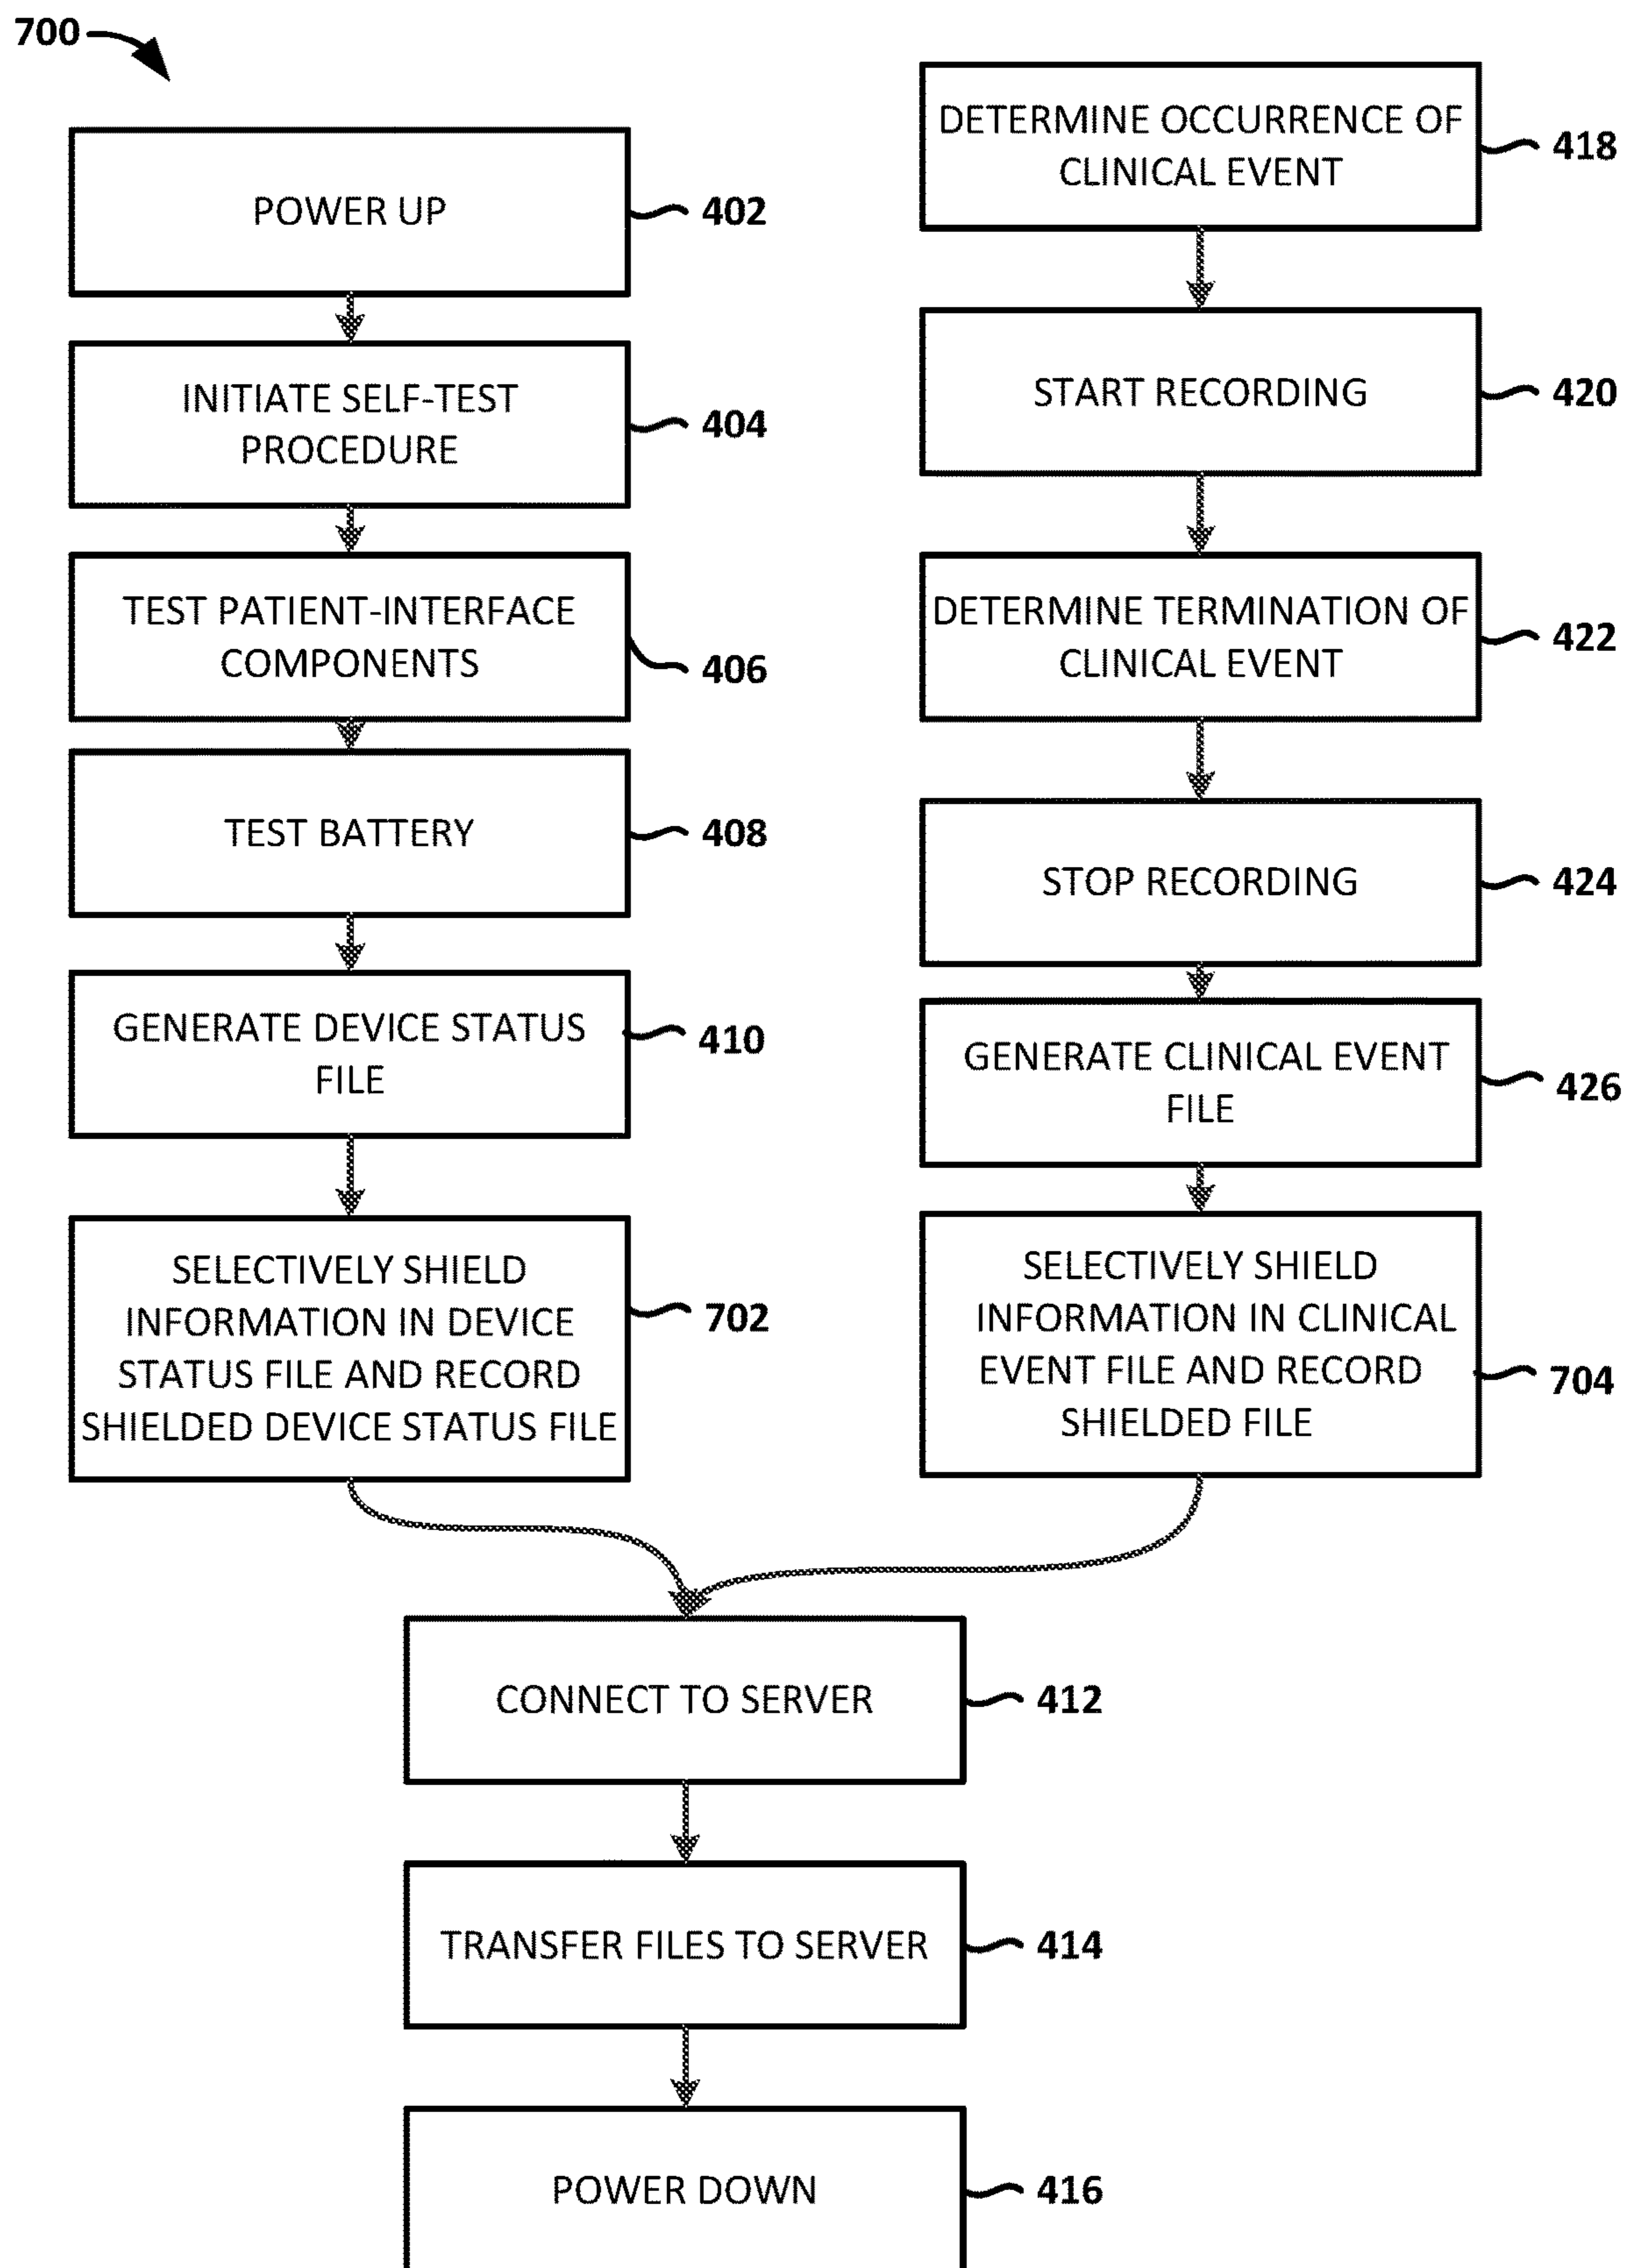 700
POWER UP
402
INITIATE SELF-TEST
PROCEDURE
404
TEST PATIENT-INTERFACE
COMPONENTS
406
TEST BATTERY
408
GENERATE DEVICE STATUS
FILE
410
SELECTIVELY SHIELD
INFORMATION IN DEVICE
STATUS FILE AND RECORD
SHIELDED DEVICE STATUS FILE
702
DETERMINE OCCURRENCE OF
CLINICAL EVENT
418
START RECORDING
420
DETERMINE TERMINATION OF
CLINICAL EVENT
422
STOP RECORDING
424
GENERATE CLINICAL EVENT
FILE
426
SELECTIVELY SHIELD
INFORMATION IN CLINICAL
EVENT FILE AND RECORD
SHIELDED FILE
704
CONNECT TO SERVER
412
TRANSFER FILES TO SERVER
414
POWER DOWN
416